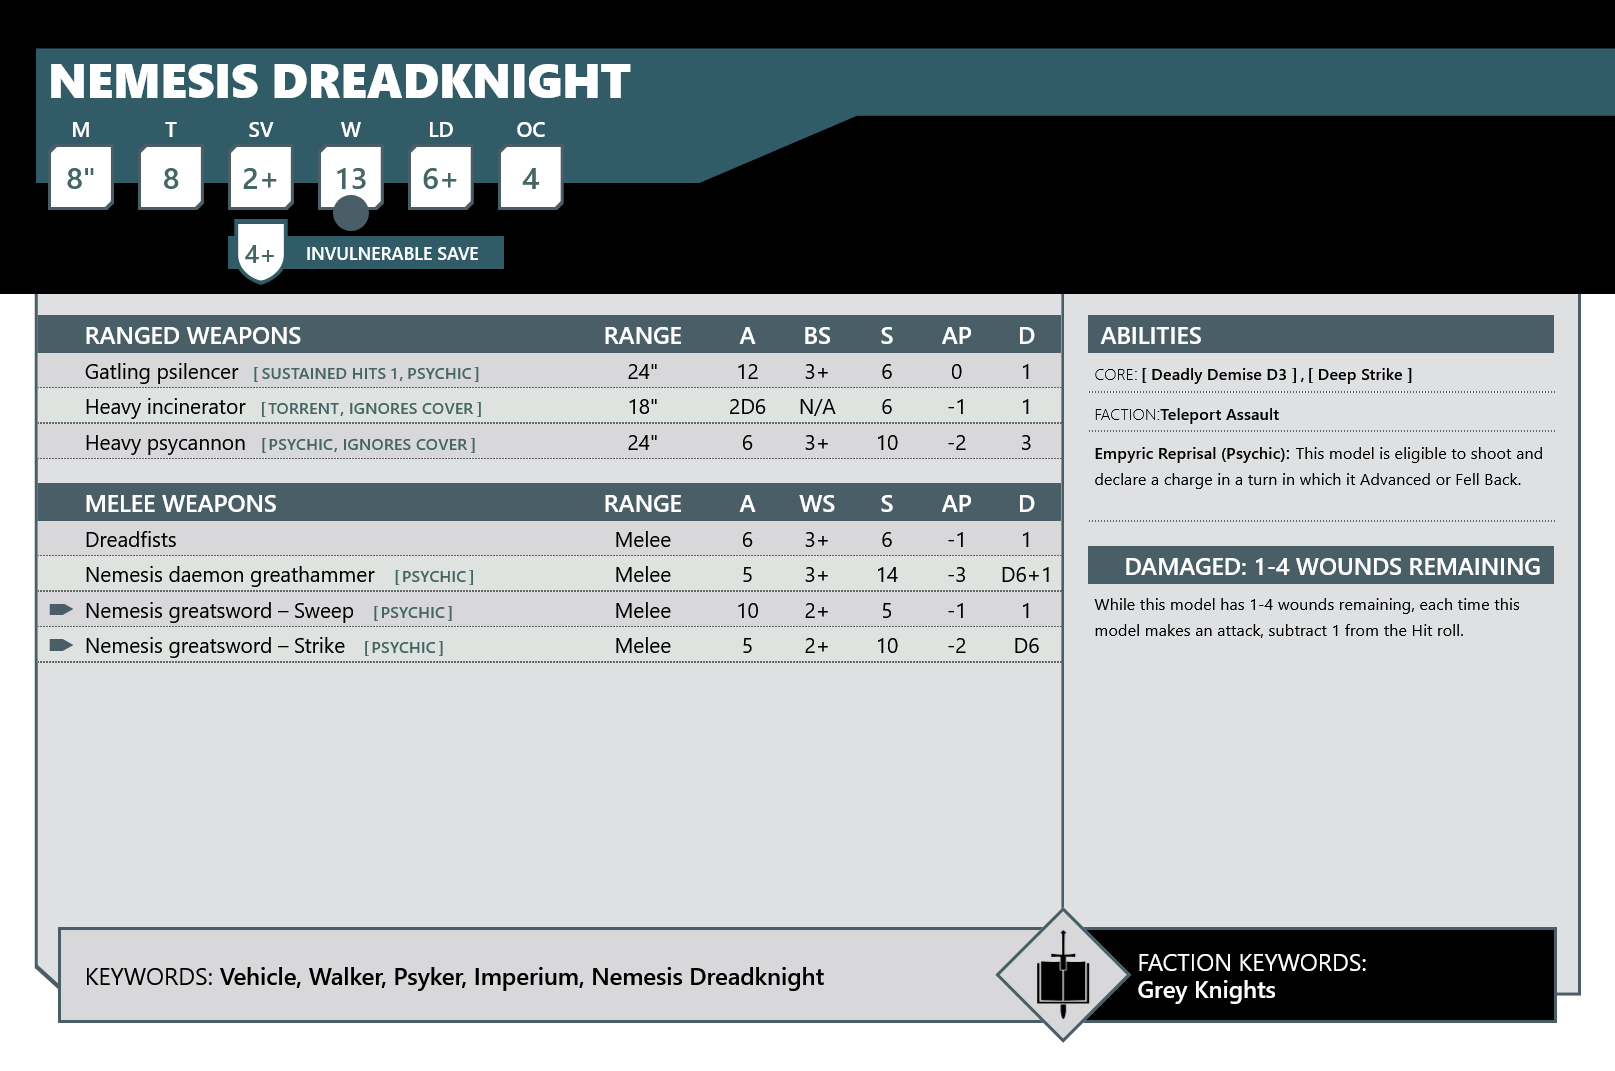 NEMESIS DREADKNIGHT
M T SV W LD OC
8" 8 2+ 13 6+ 4
4+ INVULNERABLE SAVE
RANGED WEAPONS RANGE A BS S AP D
Gatling psilencer [SUSTAINED HITS 1, PSYCHIC] 24" 12 3+ 6 0 1
Heavy incinerator [TORRENT, IGNORES COVER] 18" 2D6 N/A 6 -1 1
Heavy psycannon [PSYCHIC, IGNORES COVER] 24" 6 3+ 10 -2 3
MELEE WEAPONS RANGE A WS S AP D
Dreadfists Melee 6 3+ 6 -1 1
Nemesis daemon greathammer [PSYCHIC] Melee 5 3+ 14 -3 D6+1
Nemesis greatsword – Sweep [PSYCHIC] Melee 10 2+ 5 -1 1
Nemesis greatsword – Strike [PSYCHIC] Melee 5 2+ 10 -2 D6
ABILITIES
CORE: [ Deadly Demise D3 ] , [ Deep Strike ]
FACTION:Teleport Assault
Empyric Reprisal (Psychic): This model is eligible to shoot and
declare a charge in a turn in which it Advanced or Fell Back.
DAMAGED: 1-4 WOUNDS REMAINING
While this model has 1-4 wounds remaining, each time this
model makes an attack, subtract 1 from the Hit roll.
KEYWORDS: Vehicle, Walker, Psyker, Imperium, Nemesis Dreadknight
FACTION KEYWORDS:
Grey Knights